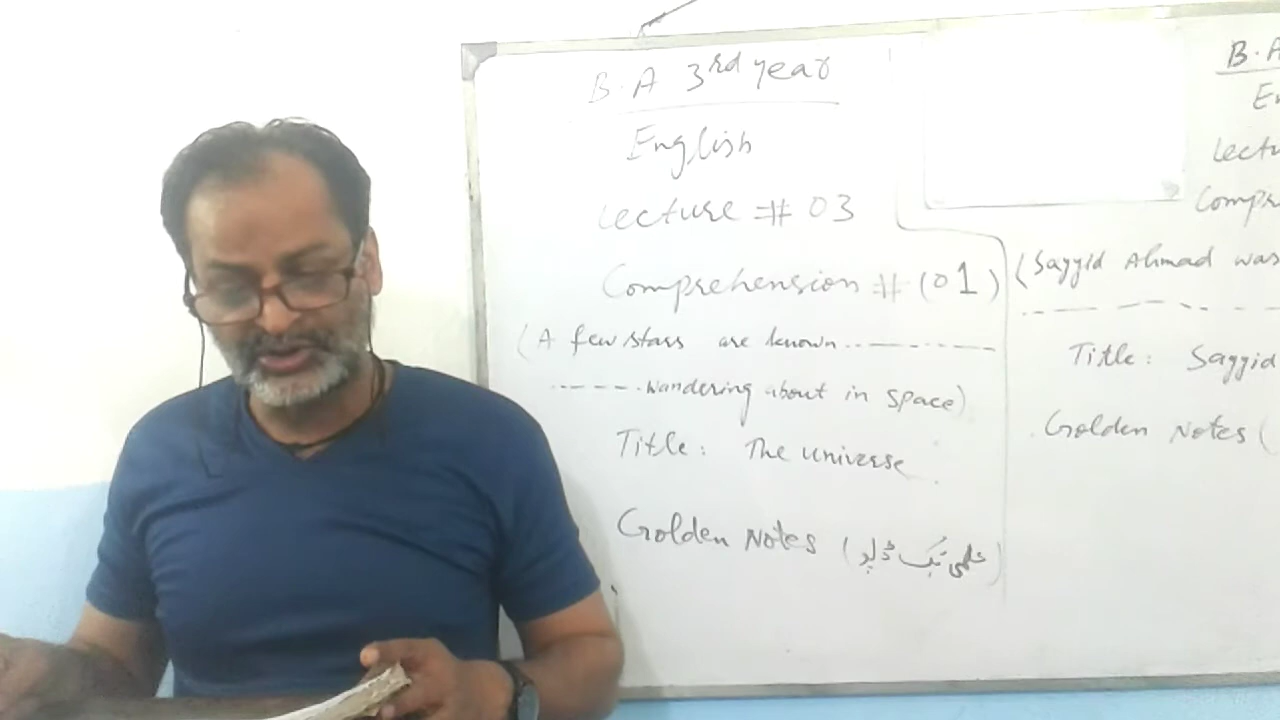 B.A 3rd year
English
Lecture # 03
Comprehension # (01)
(A few stars are known ..----------
------. wandering about in space)
Title: The universe
Golden Notes (علمی بک ڈپو)
B.A
En
Lectu
Compre
(Sayyid Ahmad was
Title: Sayyid
Golden Notes (